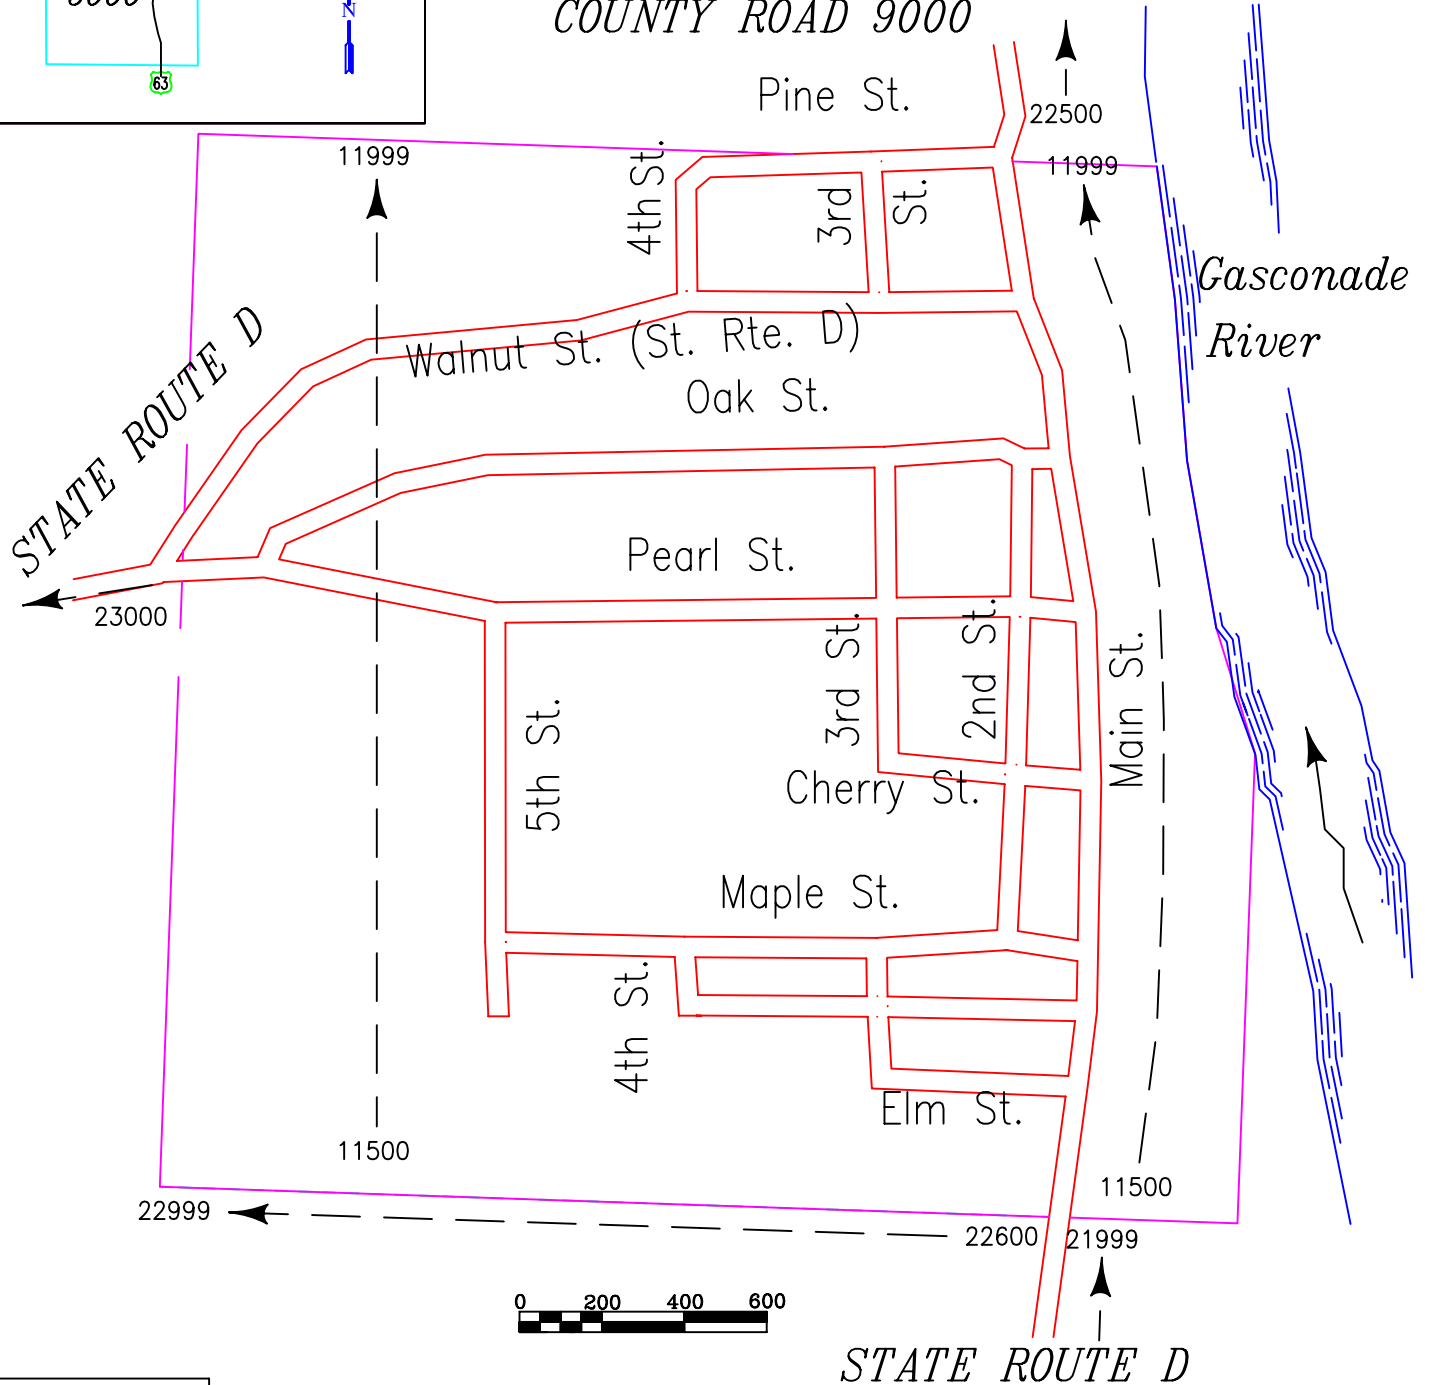 N
63
COUNTY ROAD 9000
Pine St.
22500
11999
11999
4th St.
3rd St.
Gasconade
River
STATE ROUTE D
Walnut St. (St. Rte. D)
Oak St.
Pearl St.
23000
3rd St.
2nd St.
Main St.
5th St.
Cherry St.
Maple St.
4th St.
Elm St.
11500
11500
22999
22600
21999
0 200 400 600
STATE ROUTE D